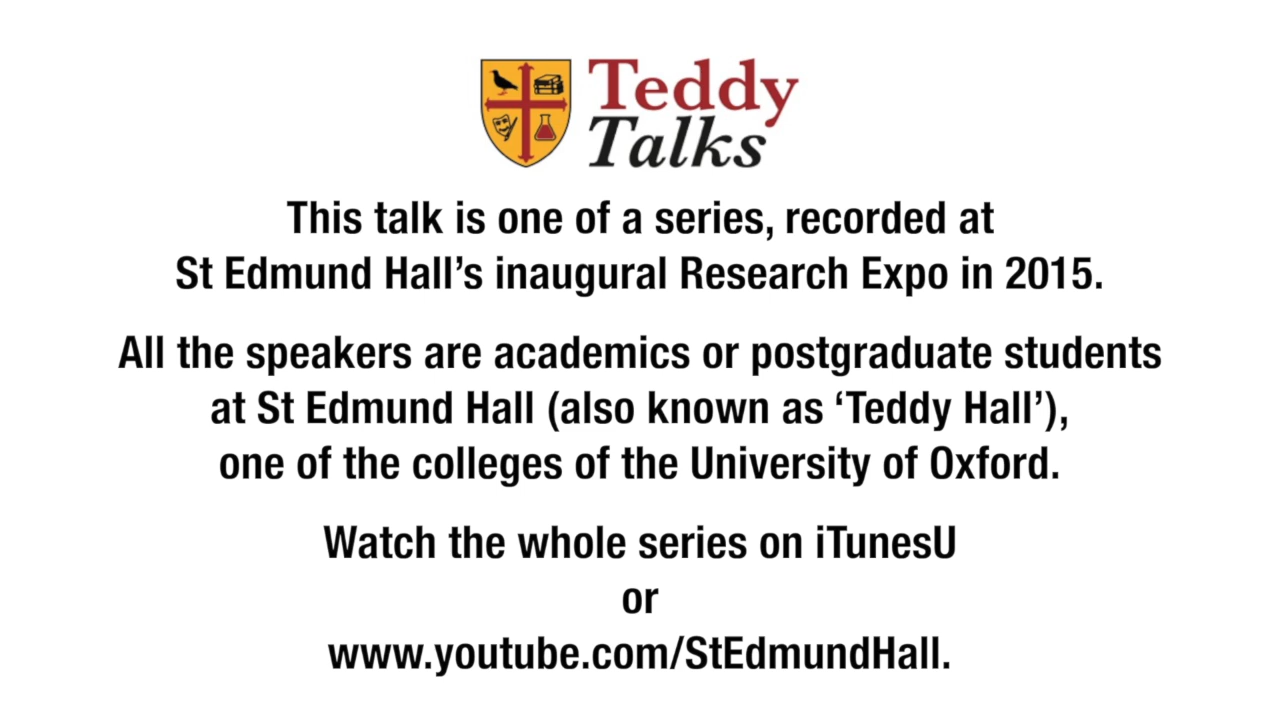 Teddy
Talks
This talk is one of a series, recorded at
St Edmund Hall’s inaugural Research Expo in 2015.
All the speakers are academics or postgraduate students
at St Edmund Hall (also known as ‘Teddy Hall’),
one of the colleges of the University of Oxford.
Watch the whole series on iTunesU
or
www.youtube.com/StEdmundHall.